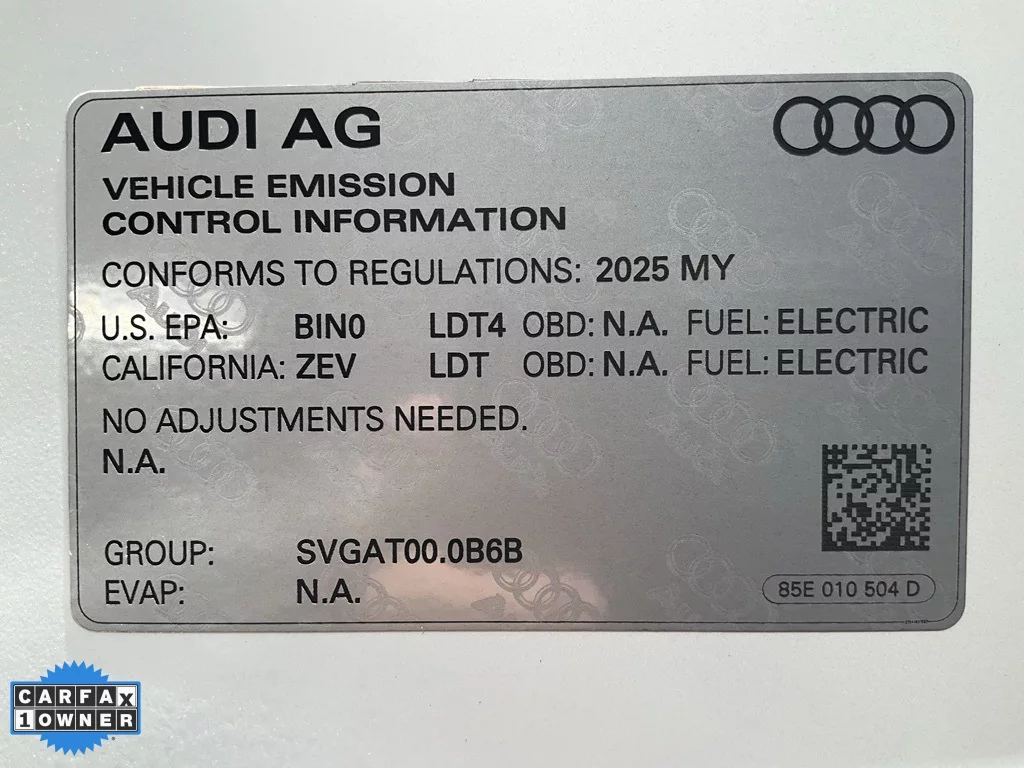 AUDI AG
VEHICLE EMISSION
CONTROL INFORMATION
CONFORMS TO REGULATIONS: 2025 MY
U.S. EPA: BIN0 LDT4 OBD: N.A. FUEL: ELECTRIC
CALIFORNIA: ZEV LDT OBD: N.A. FUEL: ELECTRIC
NO ADJUSTMENTS NEEDED.
N.A.
GROUP: SVGAT00.0B6B
EVAP: N.A.
85E 010 504 D
CARFAX
1 OWNER